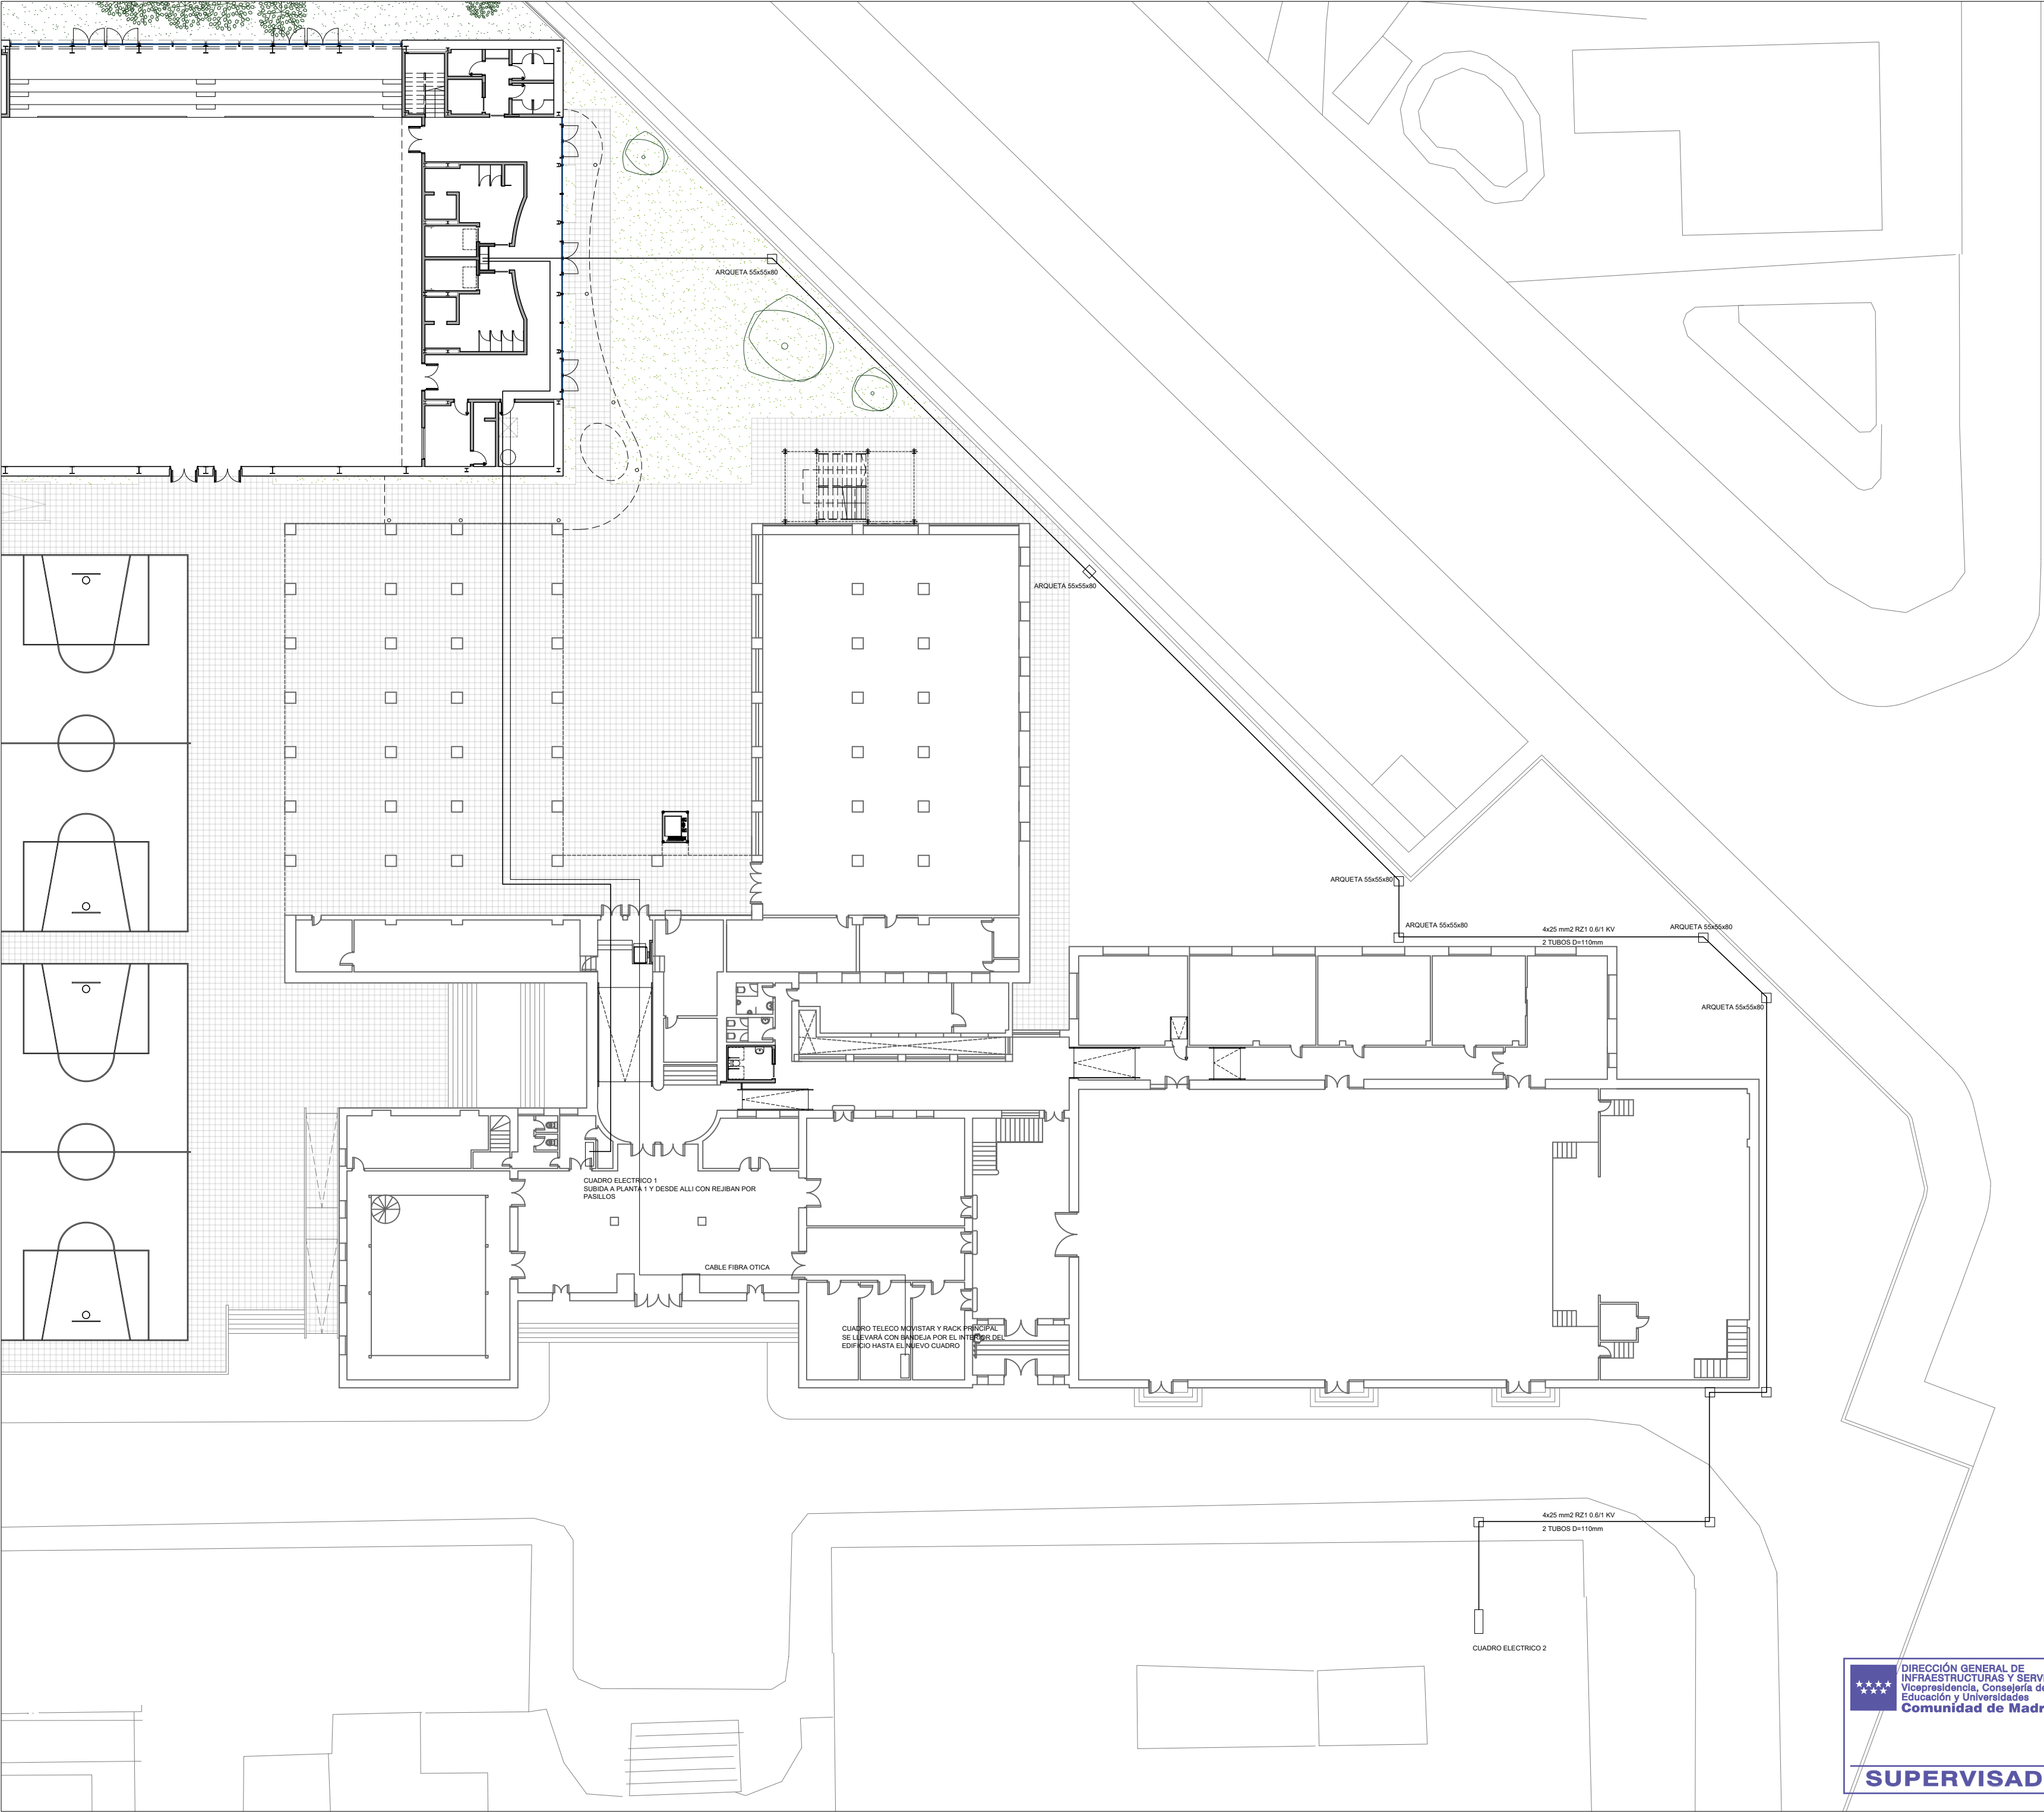 ARQUETA 55x55x80
ARQUETA 55x55x80
ARQUETA 55x55x80
ARQUETA 55x55x80
4x25 mm2 RZ1 0.6/1 KV
2 TUBOS D=110mm
ARQUETA 55x55x80
ARQUETA 55x55x80
CUADRO ELECTRICO 1
SUBIDA A PLANTA 1 Y DESDE ALLI CON REJIBAN POR
PASILLOS
CABLE FIBRA OTICA
CUADRO TELECO MOVISTAR Y RACK PRINCIPAL
SE LLEVARÁ CON BANDEJA POR EL INTERIOR DEL
EDIFICIO HASTA EL NUEVO CUADRO
4x25 mm2 RZ1 0.6/1 KV
2 TUBOS D=110mm
CUADRO ELECTRICO 2
DIRECCIÓN GENERAL DE
INFRAESTRUCTURAS Y SERVI
Vicepresidencia, Consejería de
Educación y Universidades
Comunidad de Madr
SUPERVISAD